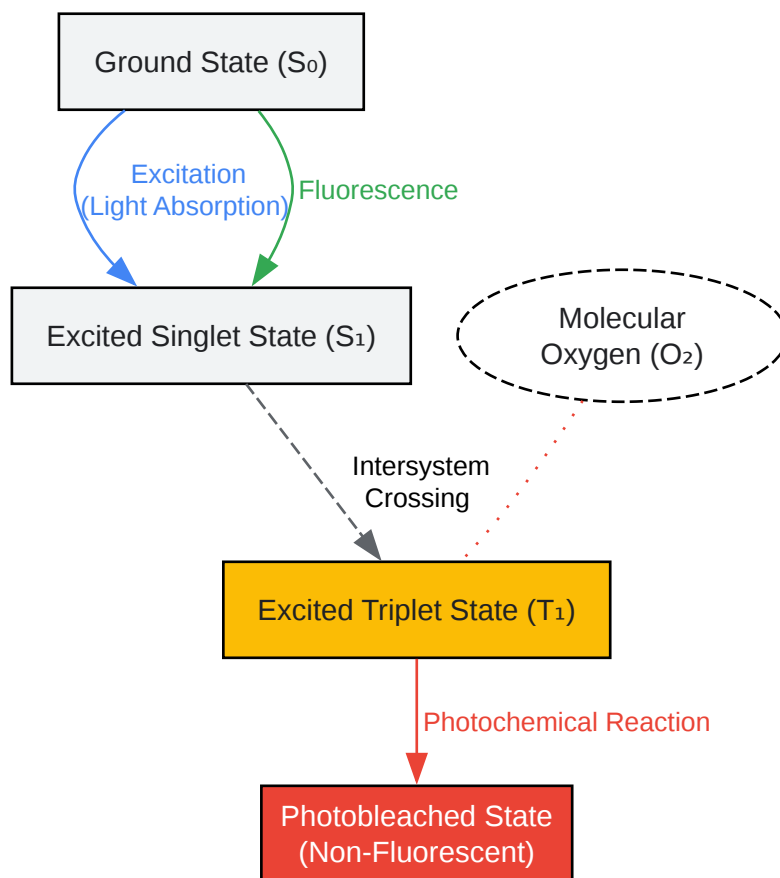 Ground State (S₀)
Excitation
(Light Absorption)
Fluorescence
Excited Singlet State (S₁)
Molecular
Oxygen (O₂)
Intersystem
Crossing
Excited Triplet State (T₁)
Photochemical Reaction
Photobleached State
(Non-Fluorescent)